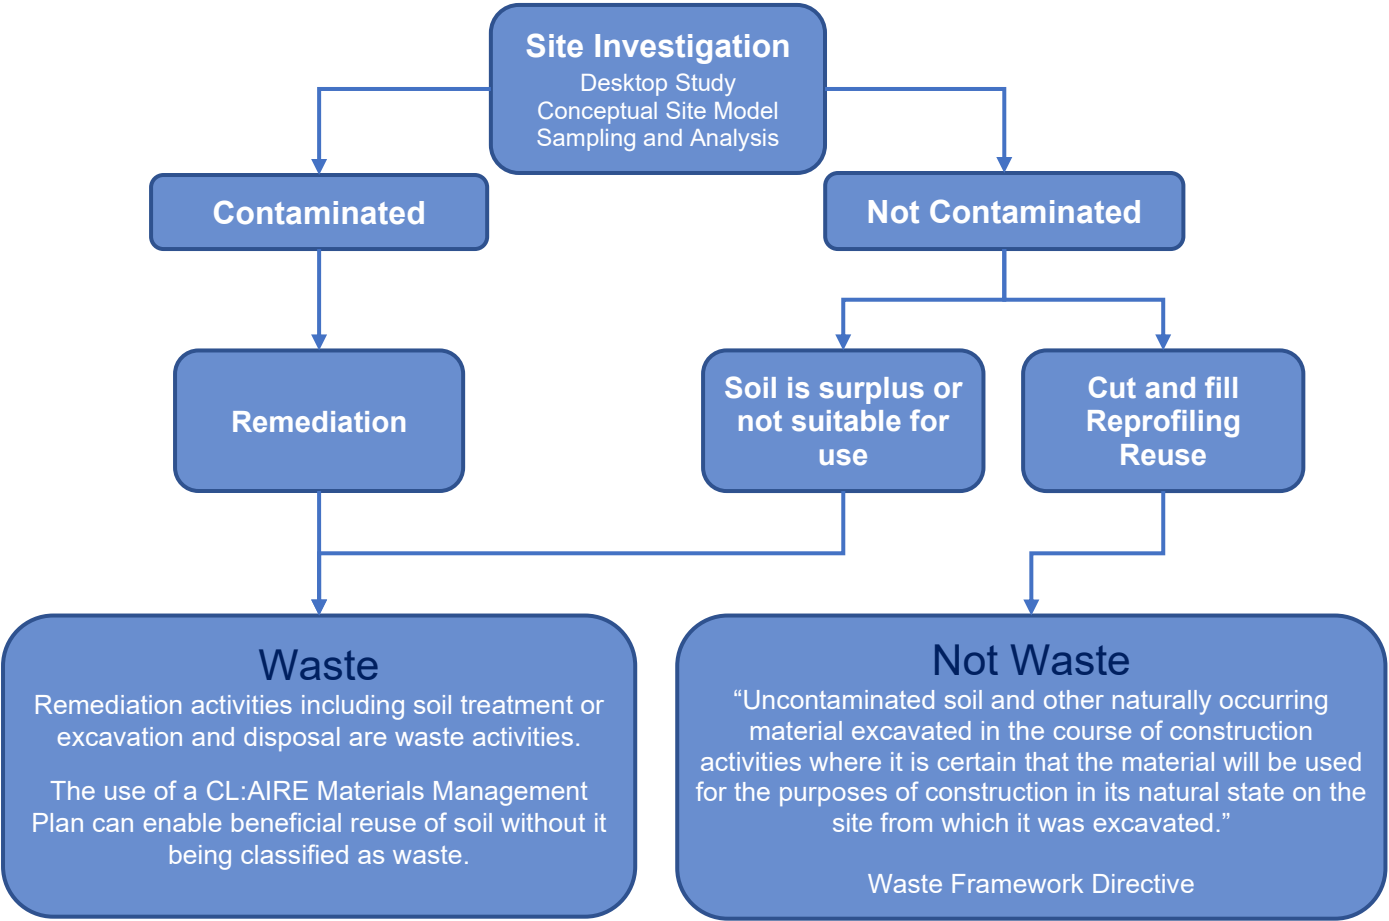 Site Investigation
Desktop Study
Conceptual Site Model
Sampling and Analysis
Contaminated
Not Contaminated
Remediation
Soil is surplus or
not suitable for
use
Cut and fill
Reprofiling
Reuse
Waste
Remediation activities including soil treatment or
excavation and disposal are waste activities.
The use of a CL:AIRE Materials Management
Plan can enable beneficial reuse of soil without it
being classified as waste.
Not Waste
“Uncontaminated soil and other naturally occurring
material excavated in the course of construction
activities where it is certain that the material will be used
for the purposes of construction in its natural state on the
site from which it was excavated.”
Waste Framework Directive